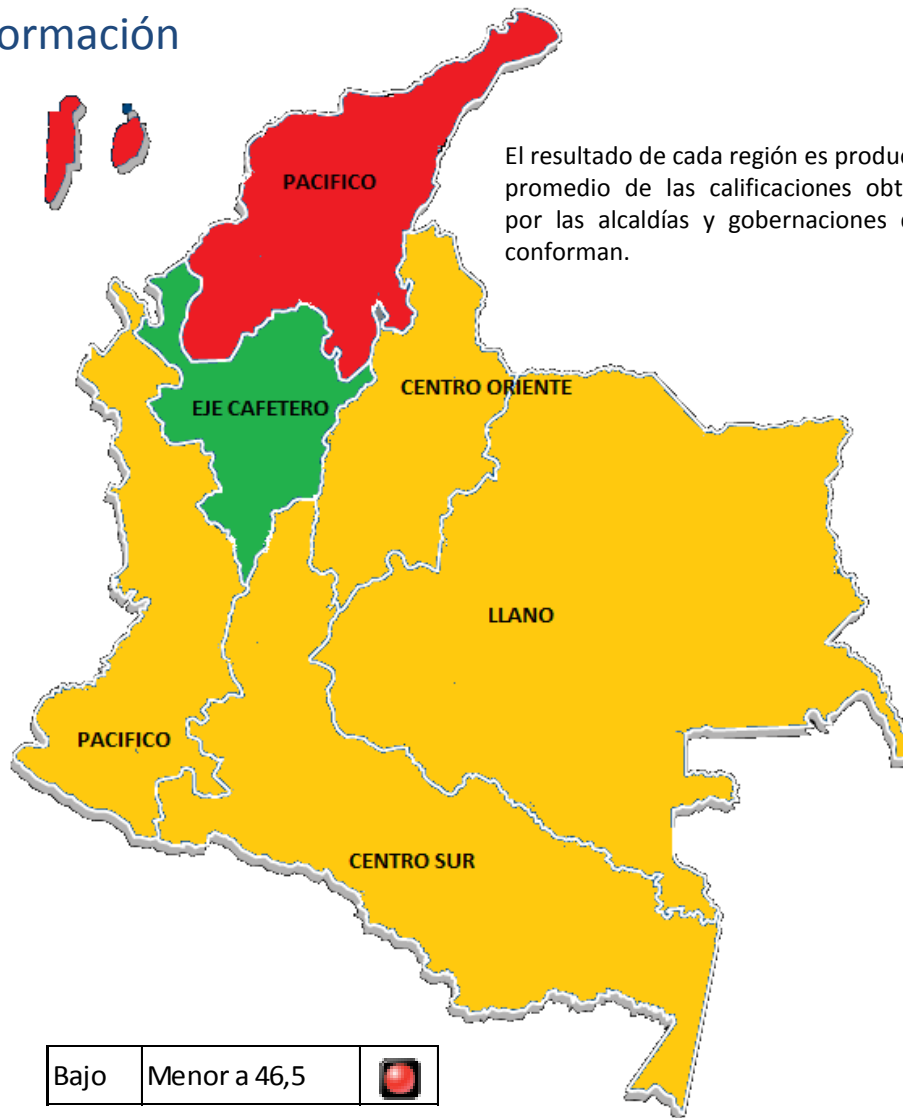 ormación
El resultado de cada región es produc
promedio de las calificaciones obt
por las alcaldías y gobernaciones
conforman.
PACIFICO
EJE CAFETERO
CENTRO ORIENTE
LLANO
PACIFICO
CENTRO SUR
Bajo Menor a 46,5